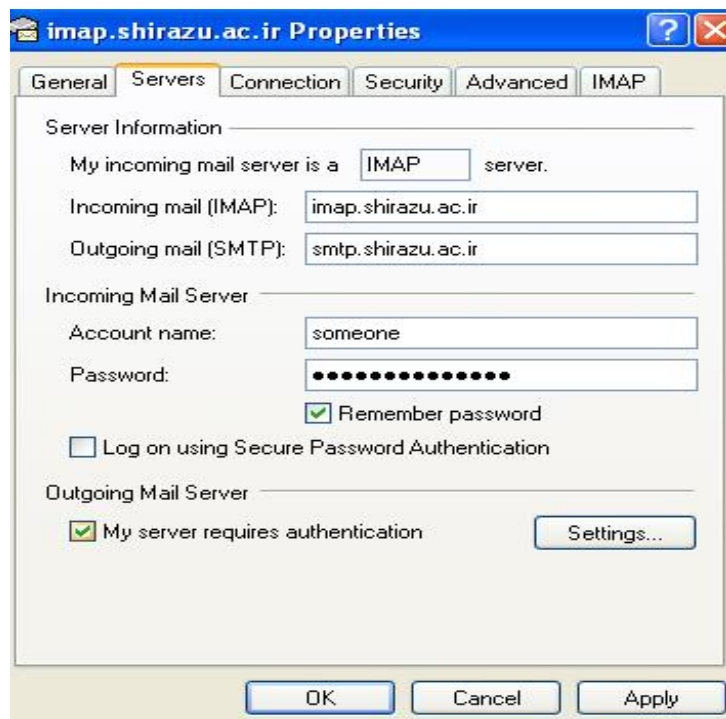 imap.shirazu.ac.ir Properties
General Servers Connection Security Advanced IMAP
Server Information
My incoming mail server is a IMAP server.
Incoming mail (IMAP): imap.shirazu.ac.ir
Outgoing mail (SMTP): smtp.shirazu.ac.ir
Incoming Mail Server
Account name: someone
Password: ●●●●●●●●●●●●●●
Remember password
Log on using Secure Password Authentication
Outgoing Mail Server
My server requires authentication Settings...
OK Cancel Apply